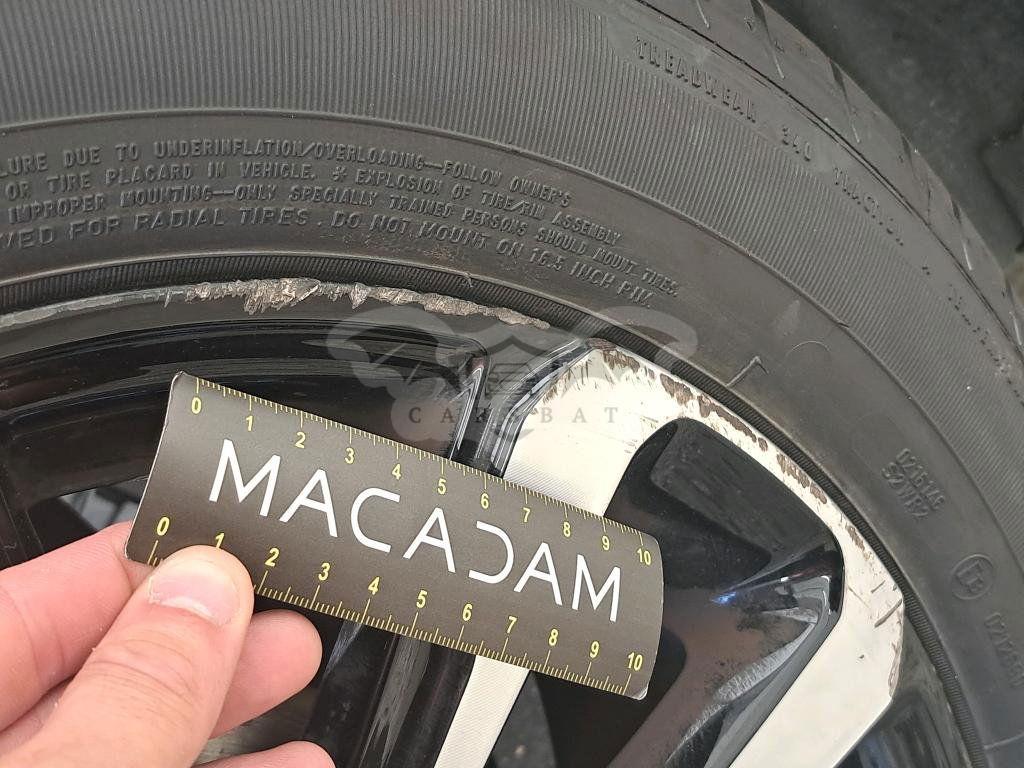 TREADWEAR 340
TRACTION
LURE DUE TO UNDERINFLATION/OVERLOADING—FOLLOW OWNER'S
OR TIRE PLACARD IN VEHICLE. * EXPLOSION OF TIRE/RIM ASSEMBLY
IMPROPER MOUNTING—ONLY SPECIALLY TRAINED PERSONS SHOULD MOUNT TIRES.
WED FOR RADIAL TIRES. DO NOT MOUNT ON 16.5 INCH RIM.
CAROBAT
0 1 2 3 4 5 6 7 8 9 10
MACADAM
0 1 2 3 4 5 6 7 8 9 10